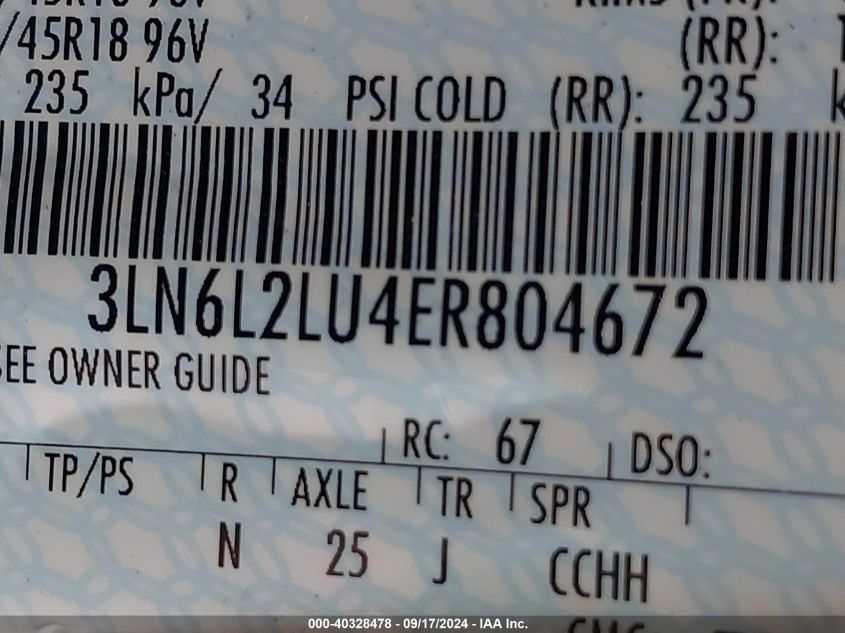 /45R18 96V (RR):
235 kPa/ 34 PSI COLD (RR): 235
3LN6L2LU4ER804672
SEE OWNER GUIDE
RC: 67 DSO:
TP/PS R AXLE TR SPR
N 25 J CCHH
000-40328478 - 09/17/2024 - IAA Inc.